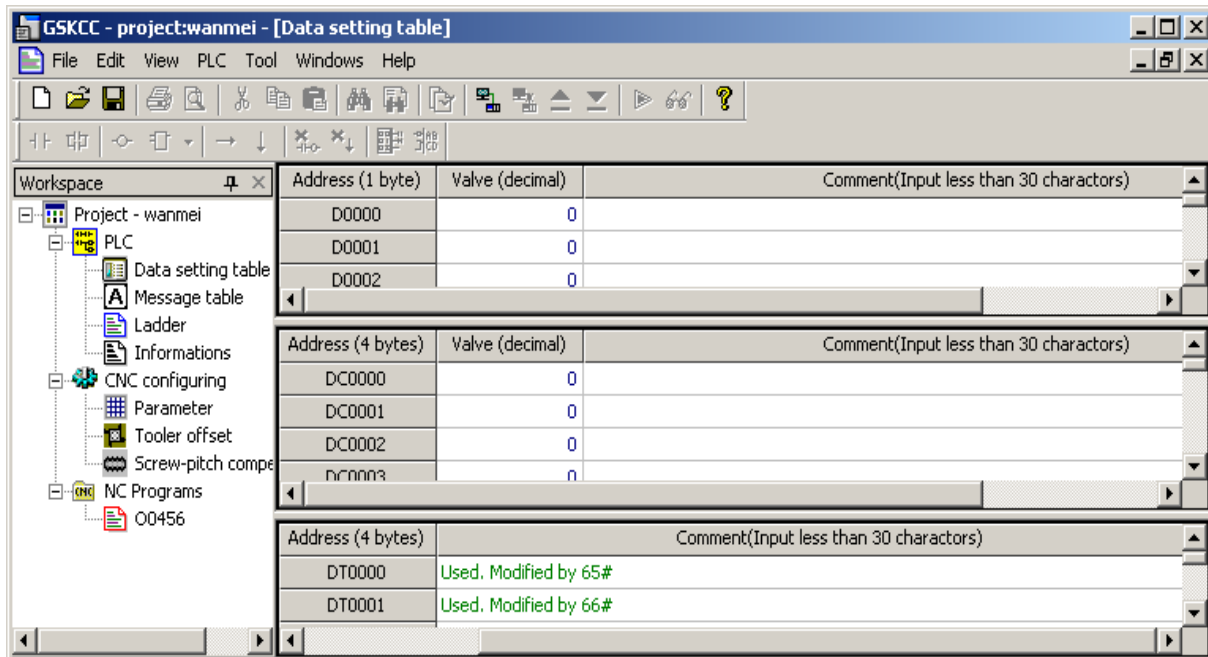 GSKCC - project:wanmei - [Data setting table]
File Edit View PLC Tool Windows Help
Workspace
Project - wanmei
PLC
Data setting table
Message table
Ladder
Informations
CNC configuring
Parameter
Tooler offset
Screw-pitch compe
NC Programs
CNC
O0456
Address (1 byte) Valve (decimal) Comment(Input less than 30 charactors)
D0000 0
D0001 0
D0002 0
Address (4 bytes) Valve (decimal) Comment(Input less than 30 charactors)
DC0000 0
DC0001 0
DC0002 0
DC0003 0
Address (4 bytes) Comment(Input less than 30 charactors)
DT0000 Used. Modified by 65#
DT0001 Used. Modified by 66#